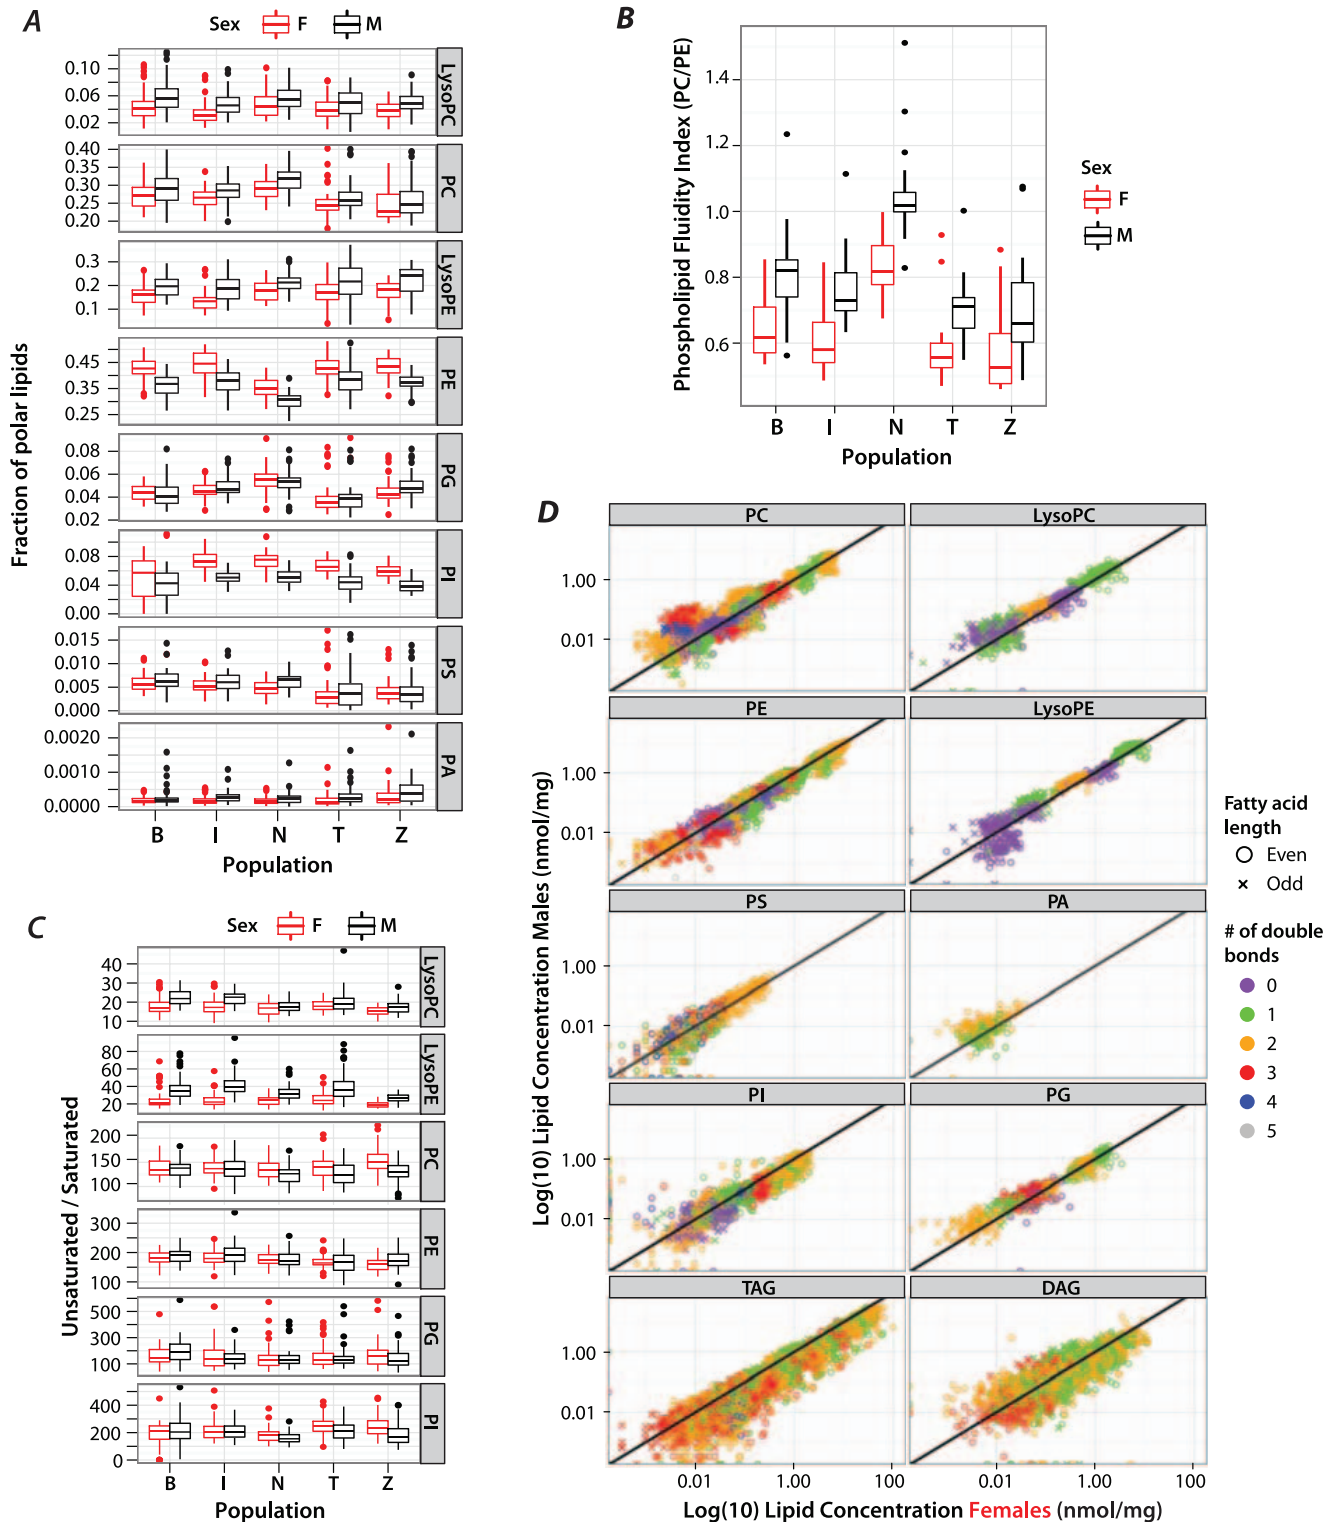 A
Sex F M
LysoPC
0.10
0.06
0.02
PC
0.40
0.30
0.20
LysoPE
0.3
0.2
0.1
PE
0.45
0.35
0.25
PG
0.08
0.06
0.04
0.02
PI
0.08
0.04
0.00
PS
0.015
0.010
0.005
0.000
PA
0.0020
0.0010
0.0000
B I N T Z
Population
Fraction of polar lipids
B
Phospholipid Fluidity Index (PC/PE)
1.4
1.2
1.0
0.8
0.6
B I N T Z
Population
Sex
F
M
C
Sex F M
Unsaturated / Saturated
LysoPC
40
30
20
10
LysoPE
80
60
40
20
PC
200
150
100
PE
300
200
100
PG
500
300
100
PI
400
200
0
B I N T Z
Population
D
PC LysoPC
1.00
0.01
PE LysoPE
1.00
0.01
PS PA
1.00
0.01
PI PG
1.00
0.01
TAG DAG
1.00
0.01
0.01 1.00 100 0.01 1.00 100
Log(10) Lipid Concentration Females (nmol/mg)
Log(10) Lipid Concentration Males (nmol/mg)
Fatty acid
length
Even
Odd
# of double
bonds
0
1
2
3
4
5